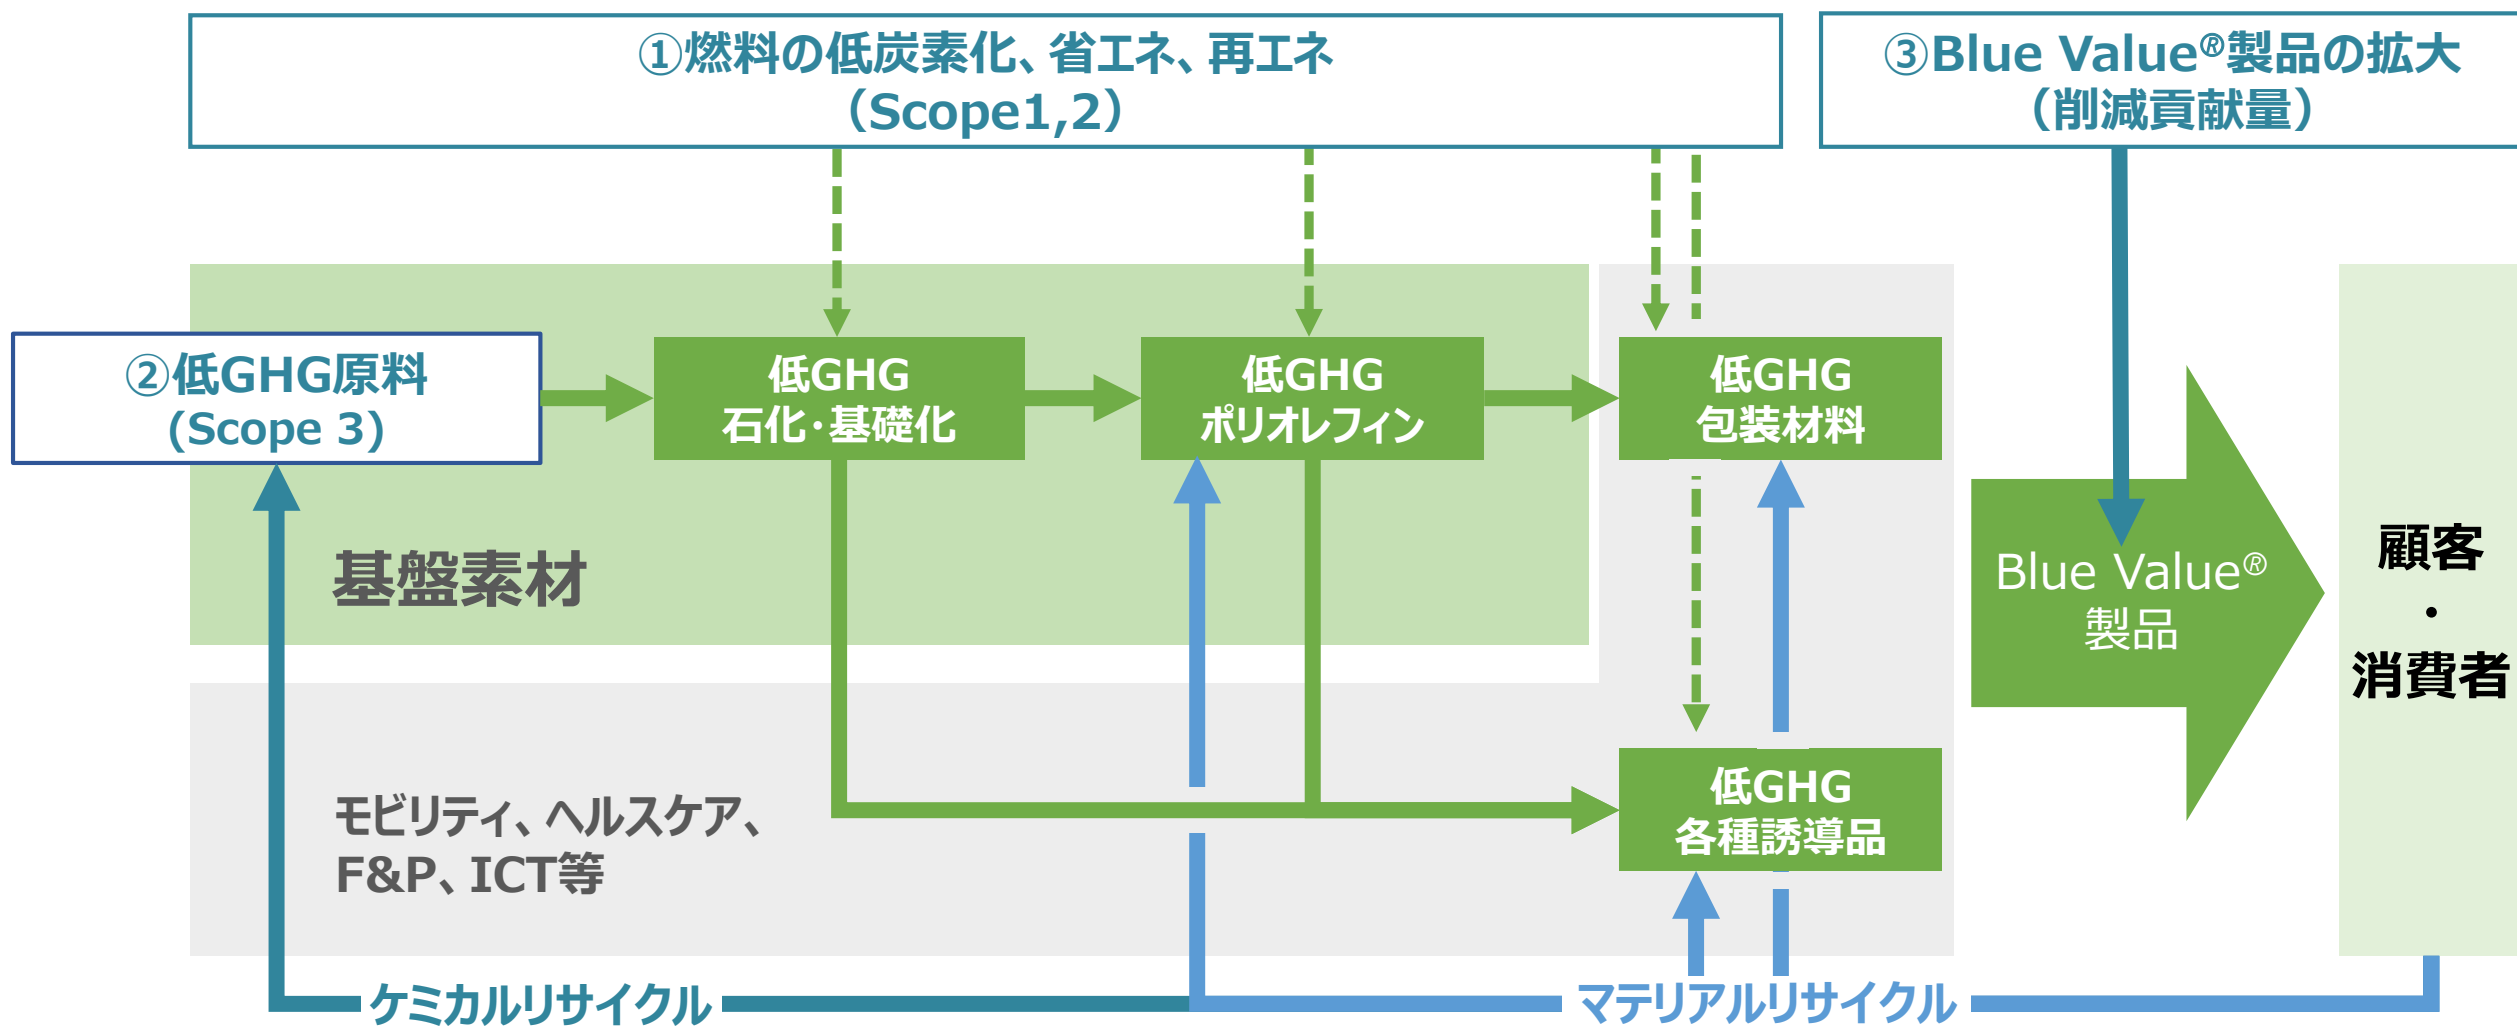 ①燃料の低炭素化、省エネ、再エネ
（Scope1,2）
③Blue Value®製品の拡大
（削減貢献量）
②低GHG原料
(Scope 3)
低GHG
石化・基礎化
低GHG
ポリオレフィン
低GHG
包装材料
基盤素材
Blue Value®
製品
顧客
・
消費者
モビリティ、ヘルスケア、
F&P、ICT等
低GHG
各種誘導品
ケミカルリサイクル
マテリアルリサイクル